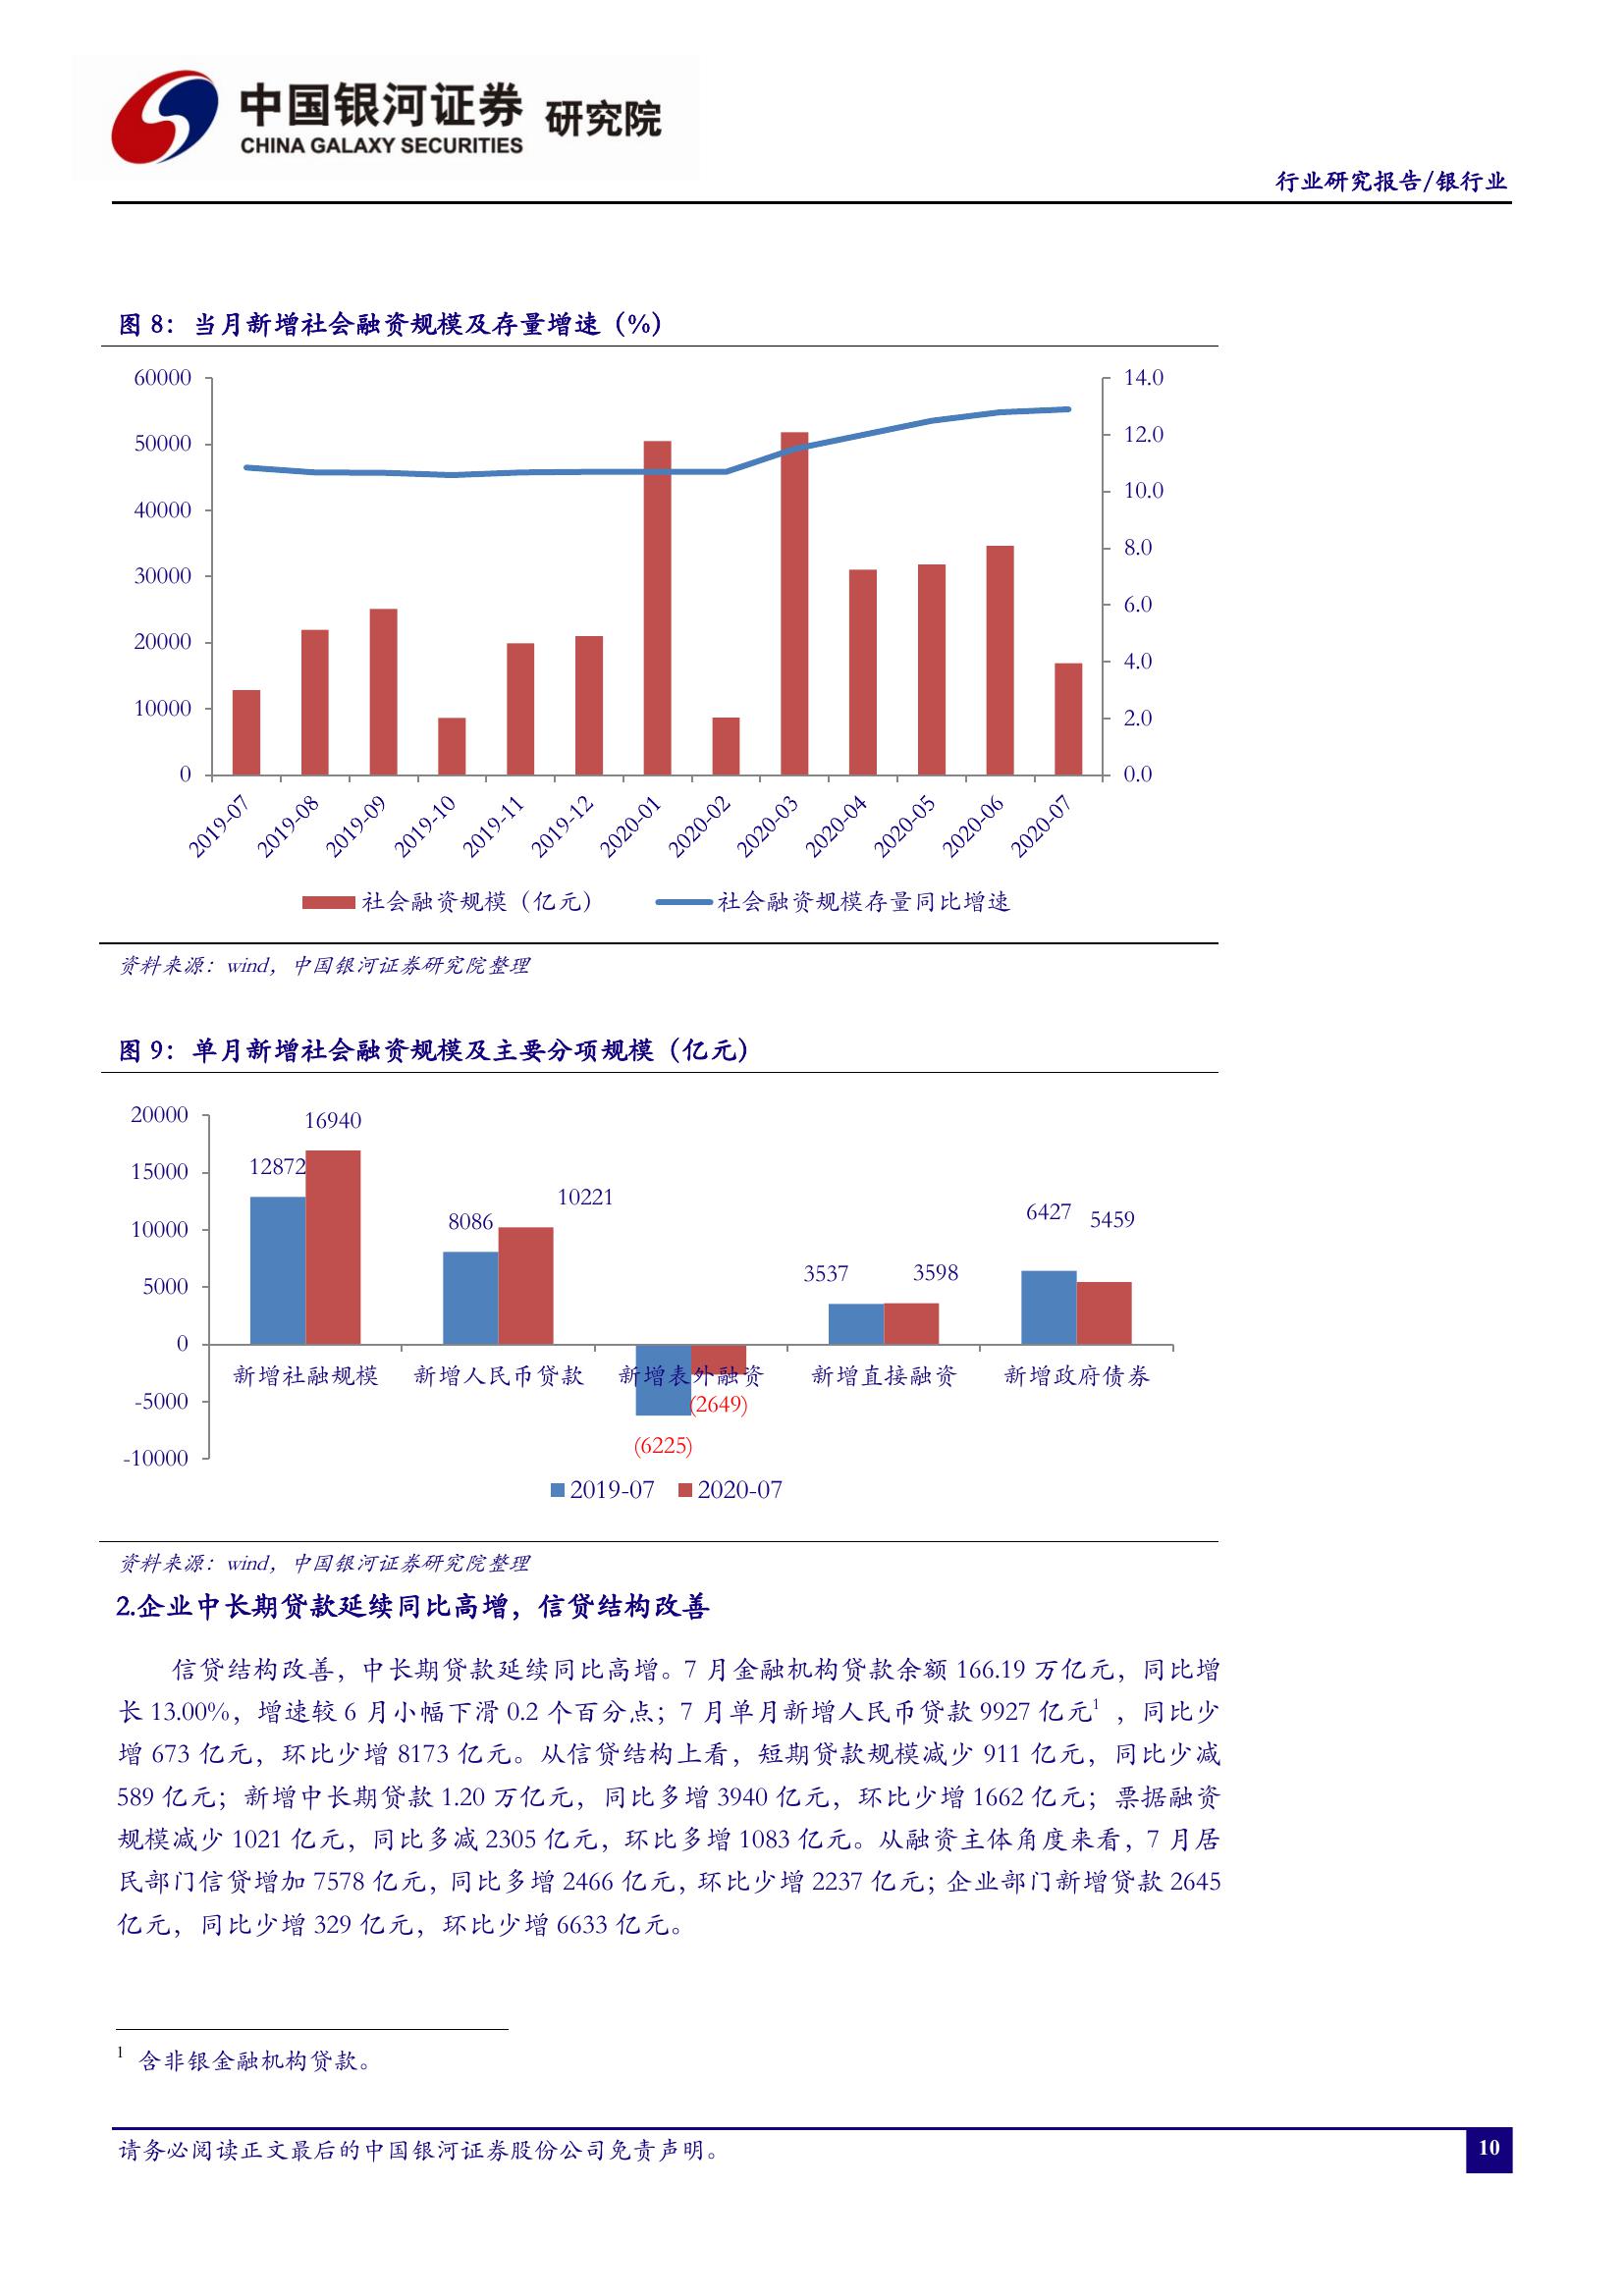 中国银河证券 研究院
CHINA GALAXY SECURITIES
行业研究报告/银行业
图 8：当月新增社会融资规模及存量增速（%）
60000 14.0
50000 12.0
40000 10.0
30000 8.0
20000 6.0
10000 4.0
0 2.0
0.0
2019-07 2019-08 2019-09 2019-10 2019-11 2019-12 2020-01 2020-02 2020-03 2020-04 2020-05 2020-06 2020-07
社会融资规模（亿元） 社会融资规模存量同比增速
资料来源：wind，中国银河证券研究院整理
图 9：单月新增社会融资规模及主要分项规模（亿元）
20000
15000
10000
5000
0
-5000
-10000
12872 16940 8086 10221 3537 3598 6427 5459
新增社融规模 新增人民币贷款 新增表外融资 新增直接融资 新增政府债券
(2649)
(6225)
2019-07 2020-07
资料来源：wind，中国银河证券研究院整理
2.企业中长期贷款延续同比高增，信贷结构改善
信贷结构改善，中长期贷款延续同比高增。7 月金融机构贷款余额 166.19 万亿元，同比增
长 13.00%，增速较 6 月小幅下滑 0.2 个百分点；7 月单月新增人民币贷款 9927 亿元1 ，同比少
增 673 亿元，环比少增 8173 亿元。从信贷结构上看，短期贷款规模减少 911 亿元，同比少减
589 亿元；新增中长期贷款 1.20 万亿元，同比多增 3940 亿元，环比少增 1662 亿元；票据融资
规模减少 1021 亿元，同比多减 2305 亿元，环比多增 1083 亿元。从融资主体角度来看，7 月居
民部门信贷增加 7578 亿元，同比多增 2466 亿元，环比少增 2237 亿元；企业部门新增贷款 2645
亿元，同比少增 329 亿元，环比少增 6633 亿元。
1 含非银金融机构贷款。
请务必阅读正文最后的中国银河证券股份公司免责声明。
10